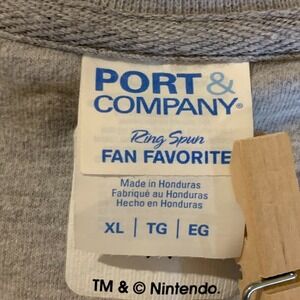 PORT &
COMPANY®
Ring Spun
FAN FAVORITE
Made in Honduras
Fabriqué au Honduras
Hecho en Honduras
XL | TG | EG
TM & © Nintendo.